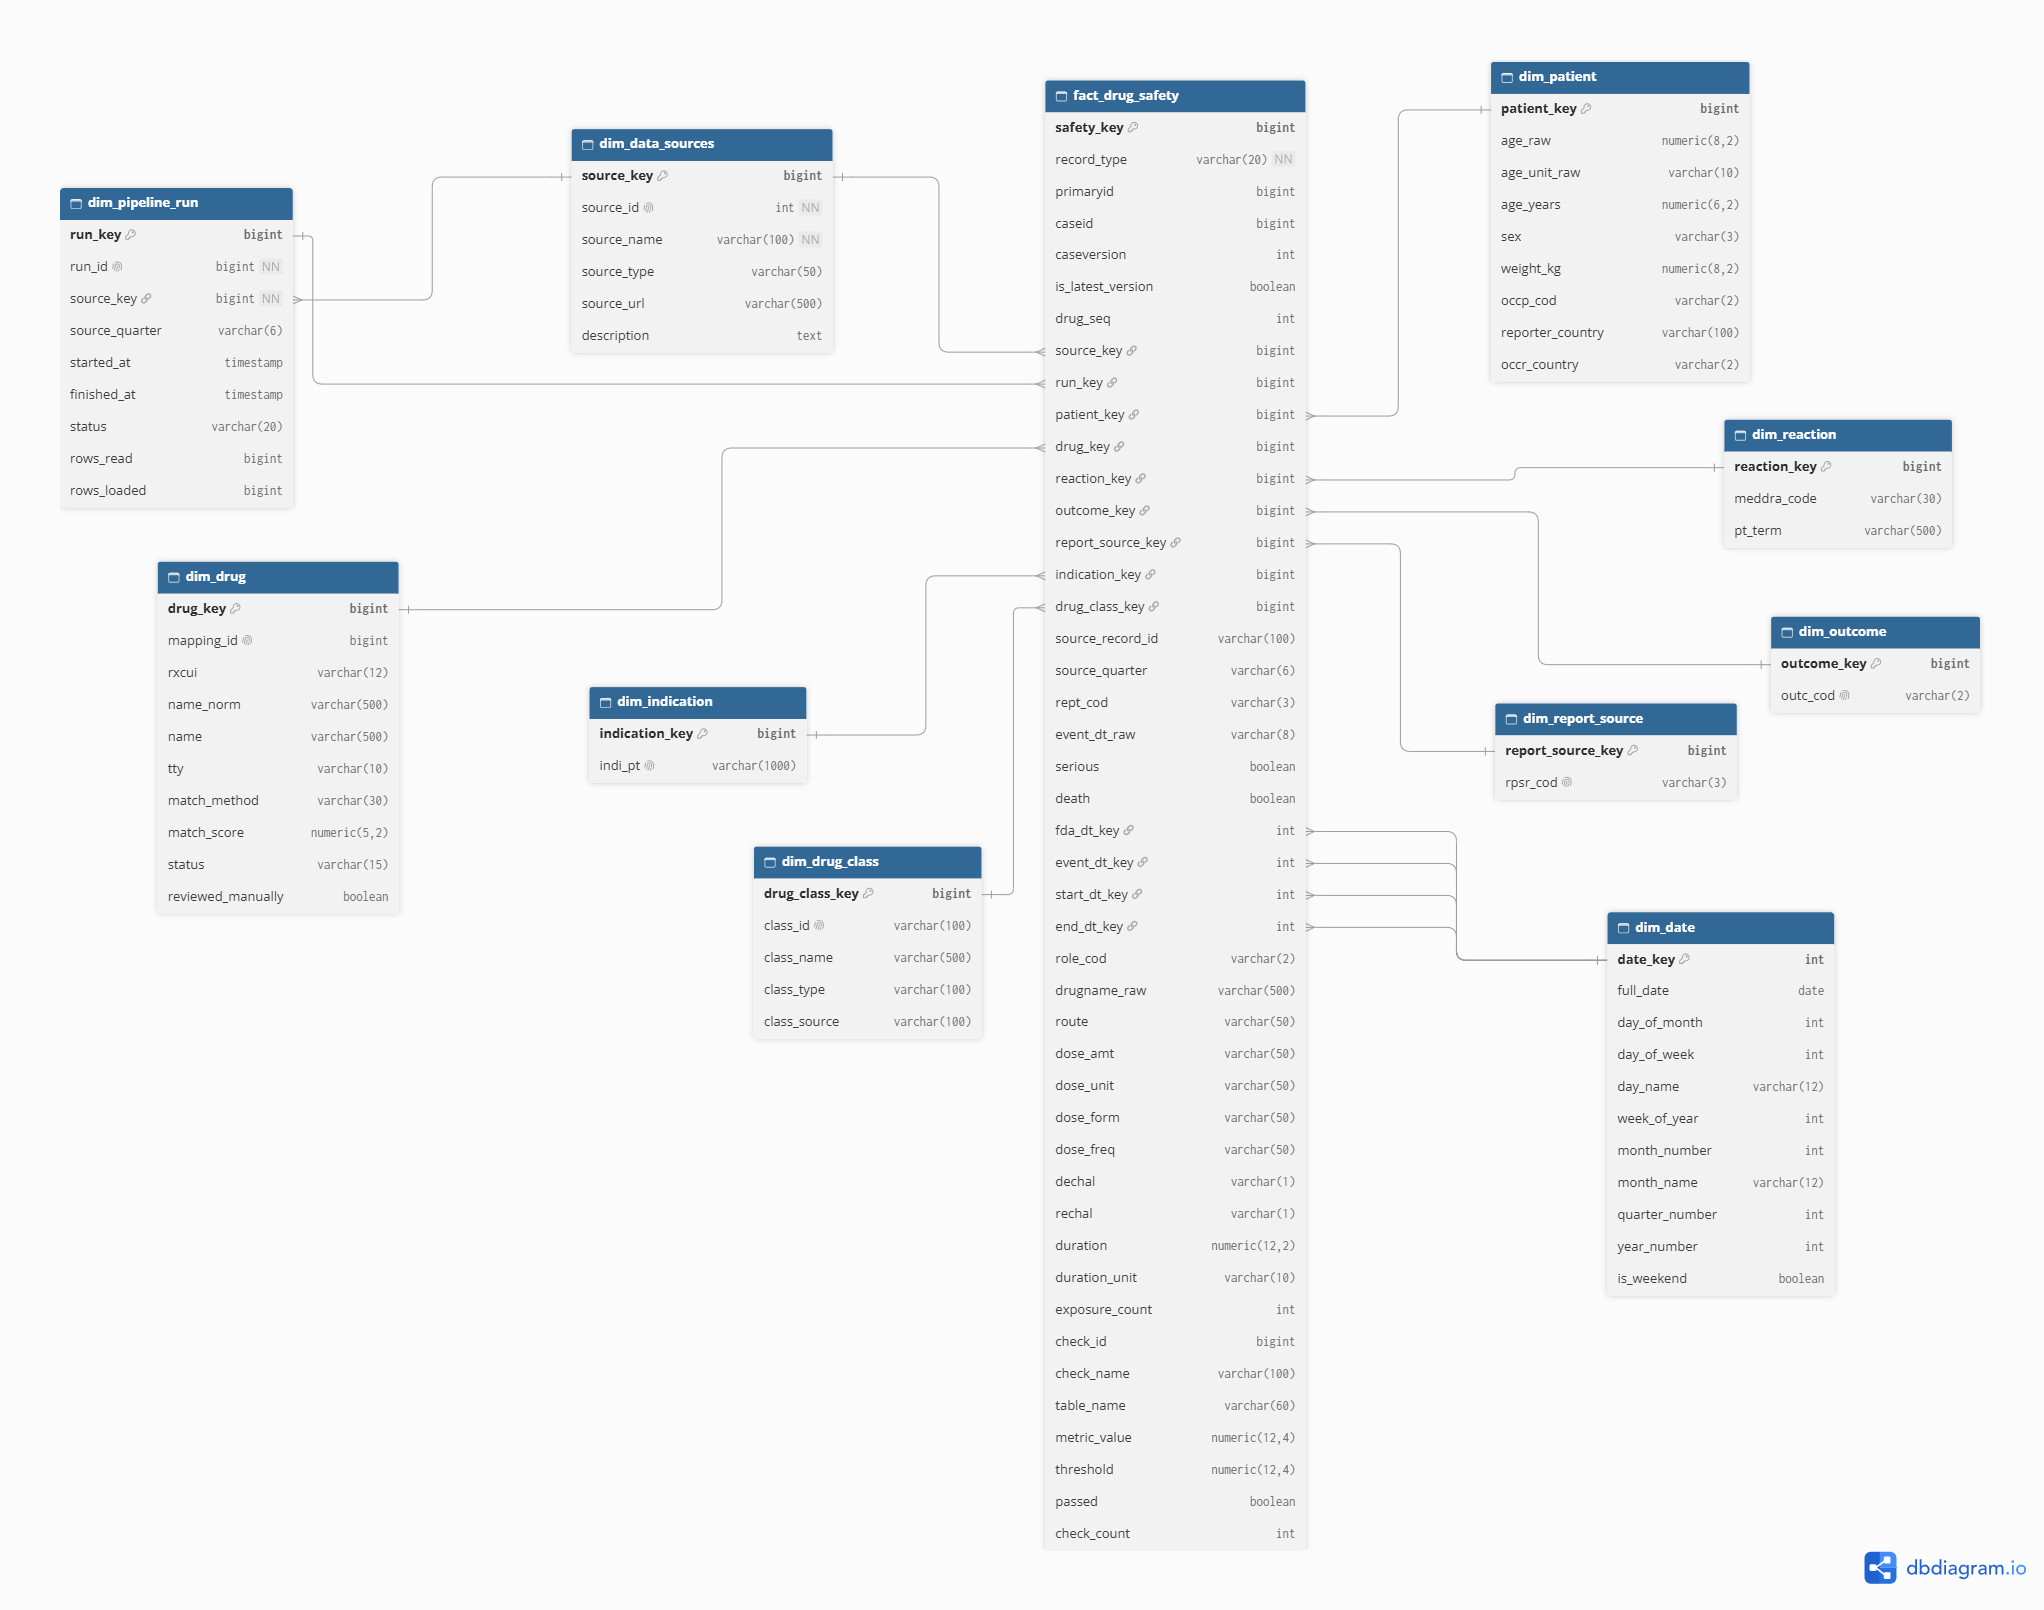 dim_pipeline_run
run_key bigint
run_id bigint NN
source_key bigint NN
source_quarter varchar(6)
started_at timestamp
finished_at timestamp
status varchar(20)
rows_read bigint
rows_loaded bigint
dim_data_sources
source_key bigint
source_id int NN
source_name varchar(100) NN
source_type varchar(50)
source_url varchar(500)
description text
dim_drug
drug_key bigint
mapping_id bigint
rxcui varchar(12)
name_norm varchar(500)
name varchar(500)
tty varchar(10)
match_method varchar(30)
match_score numeric(5,2)
status varchar(15)
reviewed_manually boolean
dim_indication
indication_key bigint
indi_pt varchar(1000)
dim_drug_class
drug_class_key bigint
class_id varchar(100)
class_name varchar(500)
class_type varchar(100)
class_source varchar(100)
fact_drug_safety
safety_key bigint
record_type varchar(20) NN
primaryid bigint
caseid bigint
caseversion int
is_latest_version boolean
drug_seq int
source_key bigint
run_key bigint
patient_key bigint
drug_key bigint
reaction_key bigint
outcome_key bigint
report_source_key bigint
indication_key bigint
drug_class_key bigint
source_record_id varchar(100)
source_quarter varchar(6)
rept_cod varchar(3)
event_dt_raw varchar(8)
serious boolean
death boolean
fda_dt_key int
event_dt_key int
start_dt_key int
end_dt_key int
role_cod varchar(2)
drugname_raw varchar(500)
route varchar(50)
dose_amt varchar(50)
dose_unit varchar(50)
dose_form varchar(50)
dose_freq varchar(50)
dechal varchar(1)
rechal varchar(1)
duration numeric(12,2)
duration_unit varchar(10)
exposure_count int
check_id bigint
check_name varchar(100)
table_name varchar(60)
metric_value numeric(12,4)
threshold numeric(12,4)
passed boolean
check_count int
dim_patient
patient_key bigint
age_raw numeric(8,2)
age_unit_raw varchar(10)
age_years numeric(6,2)
sex varchar(3)
weight_kg numeric(8,2)
occp_cod varchar(2)
reporter_country varchar(100)
occr_country varchar(2)
dim_reaction
reaction_key bigint
meddra_code varchar(30)
pt_term varchar(500)
dim_outcome
outcome_key bigint
outc_cod varchar(2)
dim_report_source
report_source_key bigint
rpsr_cod varchar(3)
dim_date
date_key int
full_date date
day_of_month int
day_of_week int
day_name varchar(12)
week_of_year int
month_number int
month_name varchar(12)
quarter_number int
year_number int
is_weekend boolean
dbdiagram.io